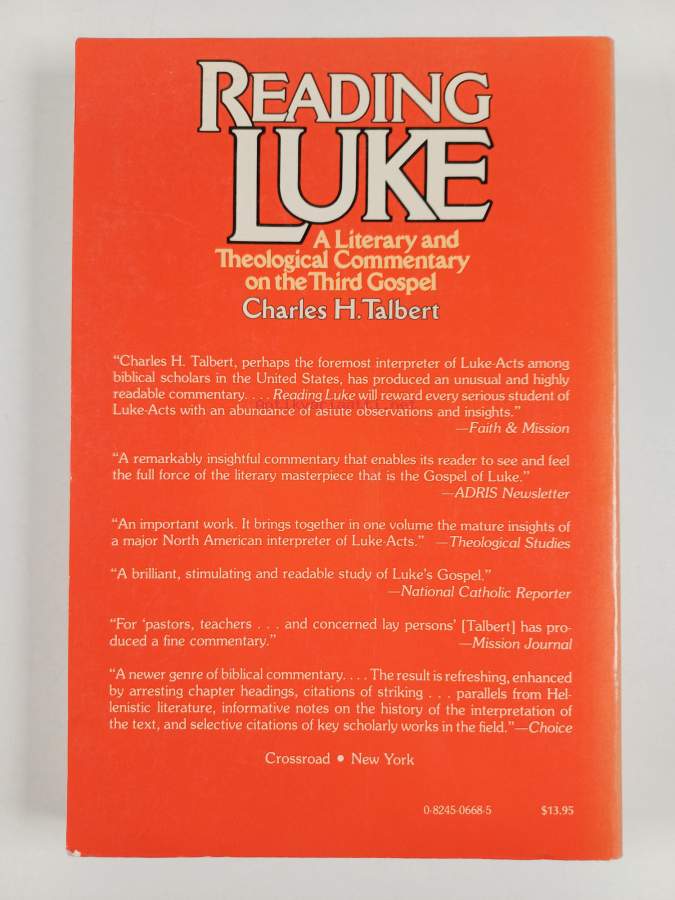 READING
LUKE
A Literary and
Theological Commentary
on the Third Gospel
Charles H. Talbert
“Charles H. Talbert, perhaps the foremost interpreter of Luke-Acts among
biblical scholars in the United States, has produced an unusual and highly
readable commentary. . . . Reading Luke will reward every serious student of
Luke-Acts with an abundance of astute observations and insights.”
—Faith & Mission
“A remarkably insightful commentary that enables its reader to see and feel
the full force of the literary masterpiece that is the Gospel of Luke.”
—ADRIS Newsletter
“An important work. It brings together in one volume the mature insights of
a major North American interpreter of Luke-Acts.” —Theological Studies
“A brilliant, stimulating and readable study of Luke’s Gospel.”
—National Catholic Reporter
“For ‘pastors, teachers . . . and concerned lay persons’ [Talbert] has pro-
duced a fine commentary.” —Mission Journal
“A newer genre of biblical commentary. . . . The result is refreshing, enhanced
by arresting chapter headings, citations of striking . . . parallels from Hel-
lenistic literature, informative notes on the history of the interpretation of
the text, and selective citations of key scholarly works in the field.”—Choice
Crossroad • New York
0-8245-0668-5 $13.95